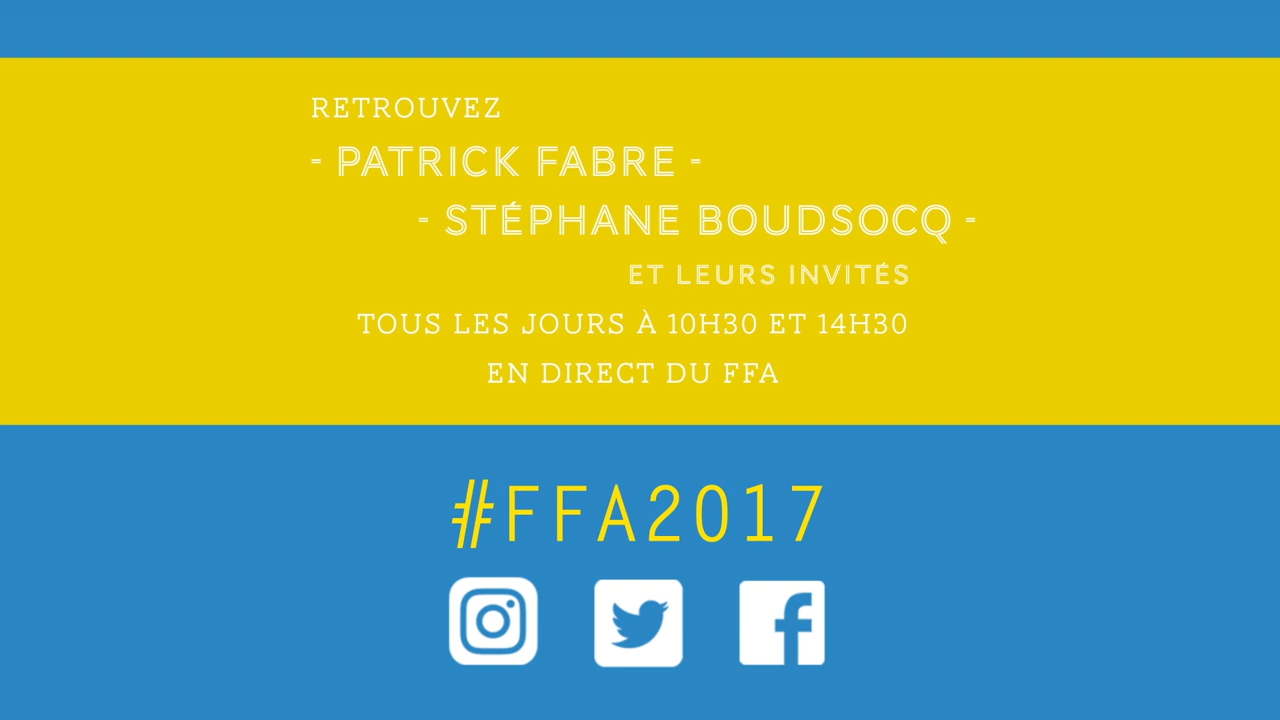 RETROUVEZ
- PATRICK FABRE -
- STÉPHANE BOUDSOCQ -
ET LEURS INVITÉS
TOUS LES JOURS À 10H30 ET 14H30
EN DIRECT DU FFA
#FFA2017